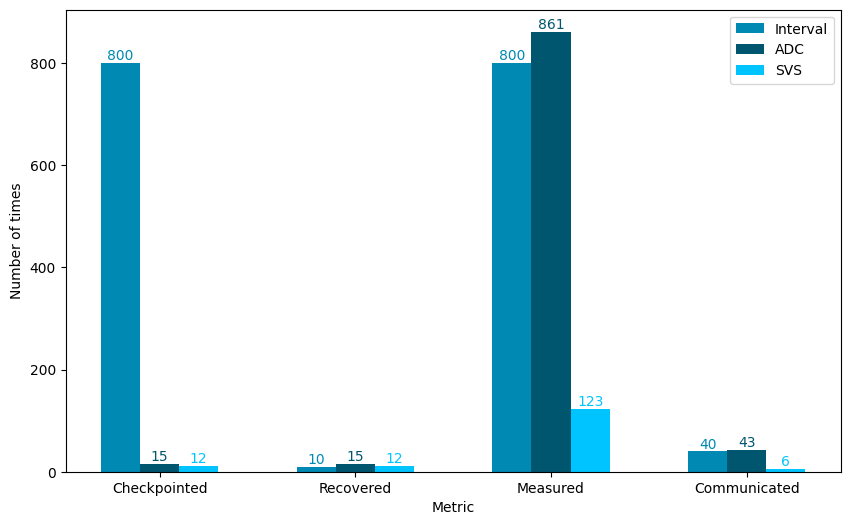 Interval
ADC
SVS
Number of times
800
600
400
200
0
800
15
12
10
15
12
800
861
123
40
43
6
Checkpointed
Recovered
Measured
Communicated
Metric